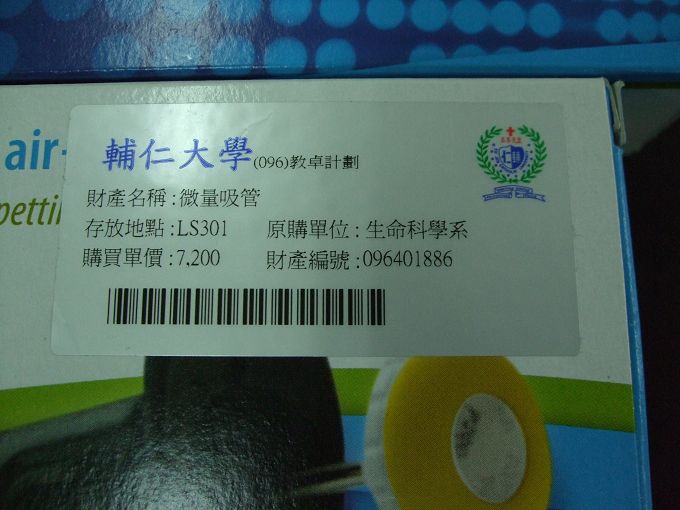 air-
輔仁大學(096)教卓計劃
petti
財產名稱:微量吸管
存放地點:LS301 原購單位:生命科學系
購買單價:7,200 財產編號:096401886